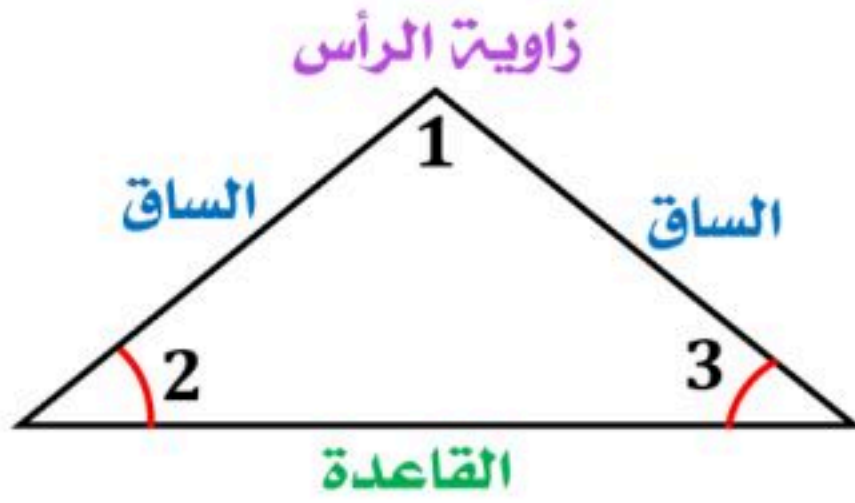 زاوية الرأس
1
الساق
الساق
2
3
القاعدة